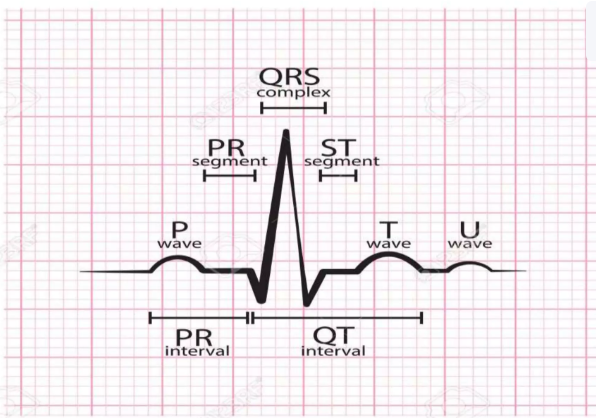 QRS
complex
PR
segment
ST
segment
P
wave
T
wave
U
wave
PR
interval
QT
interval